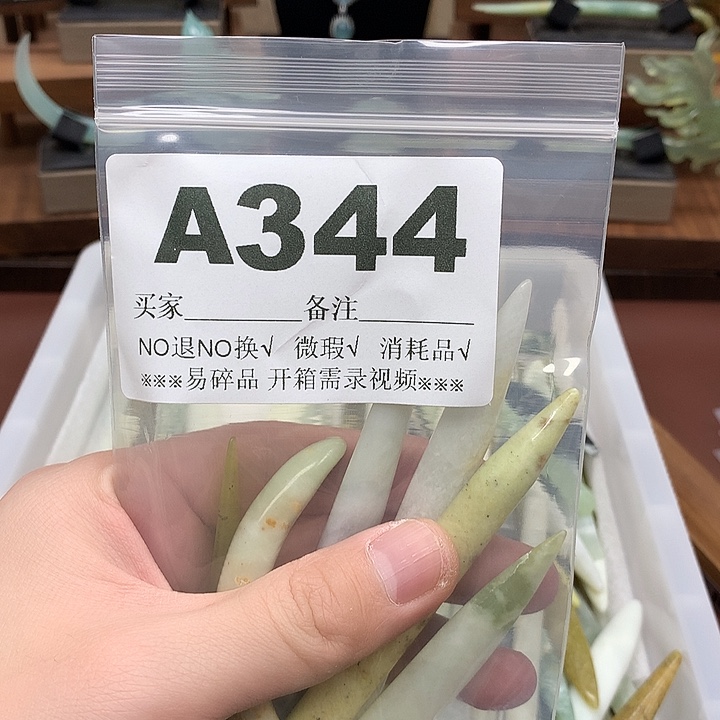 A344
买家________备注________
NO退NO换√ 微瑕√ 消耗品√
※※※易碎品 开箱需录视频※※※